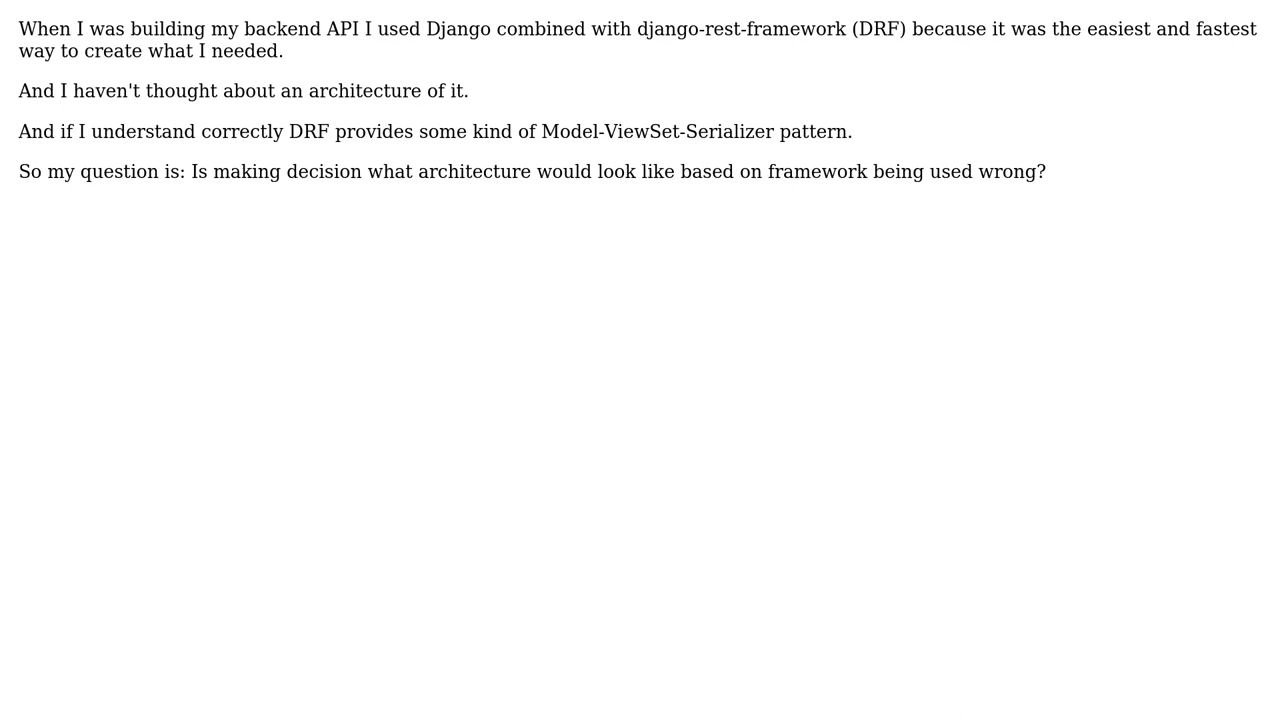 When I was building my backend API I used Django combined with django-rest-framework (DRF) because it was the easiest and fastest
way to create what I needed.
And I haven't thought about an architecture of it.
And if I understand correctly DRF provides some kind of Model-ViewSet-Serializer pattern.
So my question is: Is making decision what architecture would look like based on framework being used wrong?